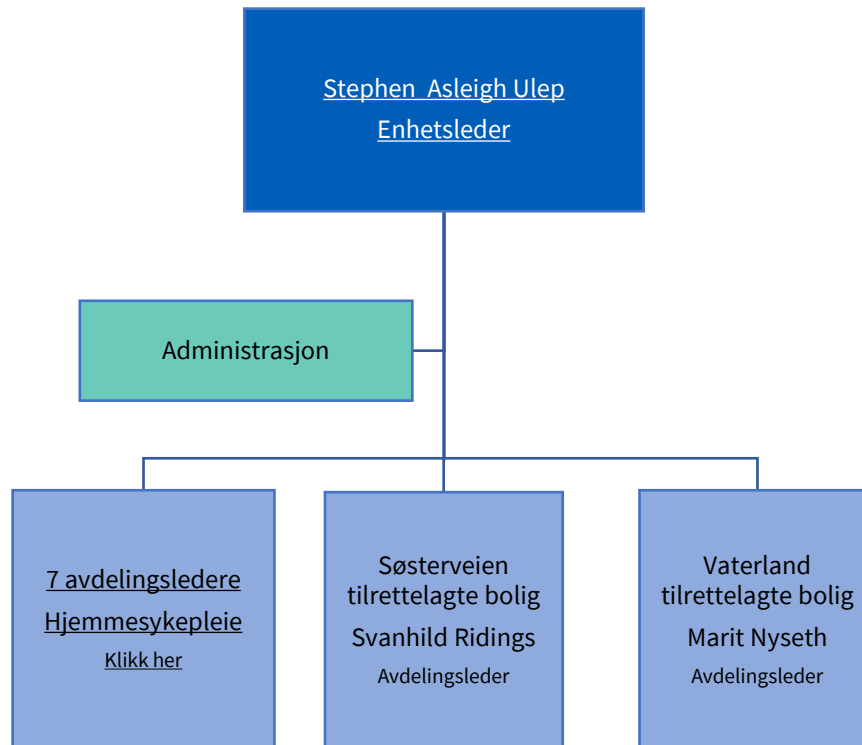 Stephen Asleigh Ulep
Enhetsleder
Administrasjon
7 avdelingsledere
Hjemmesykepleie
Klikk her
Søsterveien
tilrettelagte bolig
Svanhild Ridings
Avdelingsleder
Vaterland
tilrettelagte bolig
Marit Nyseth
Avdelingsleder